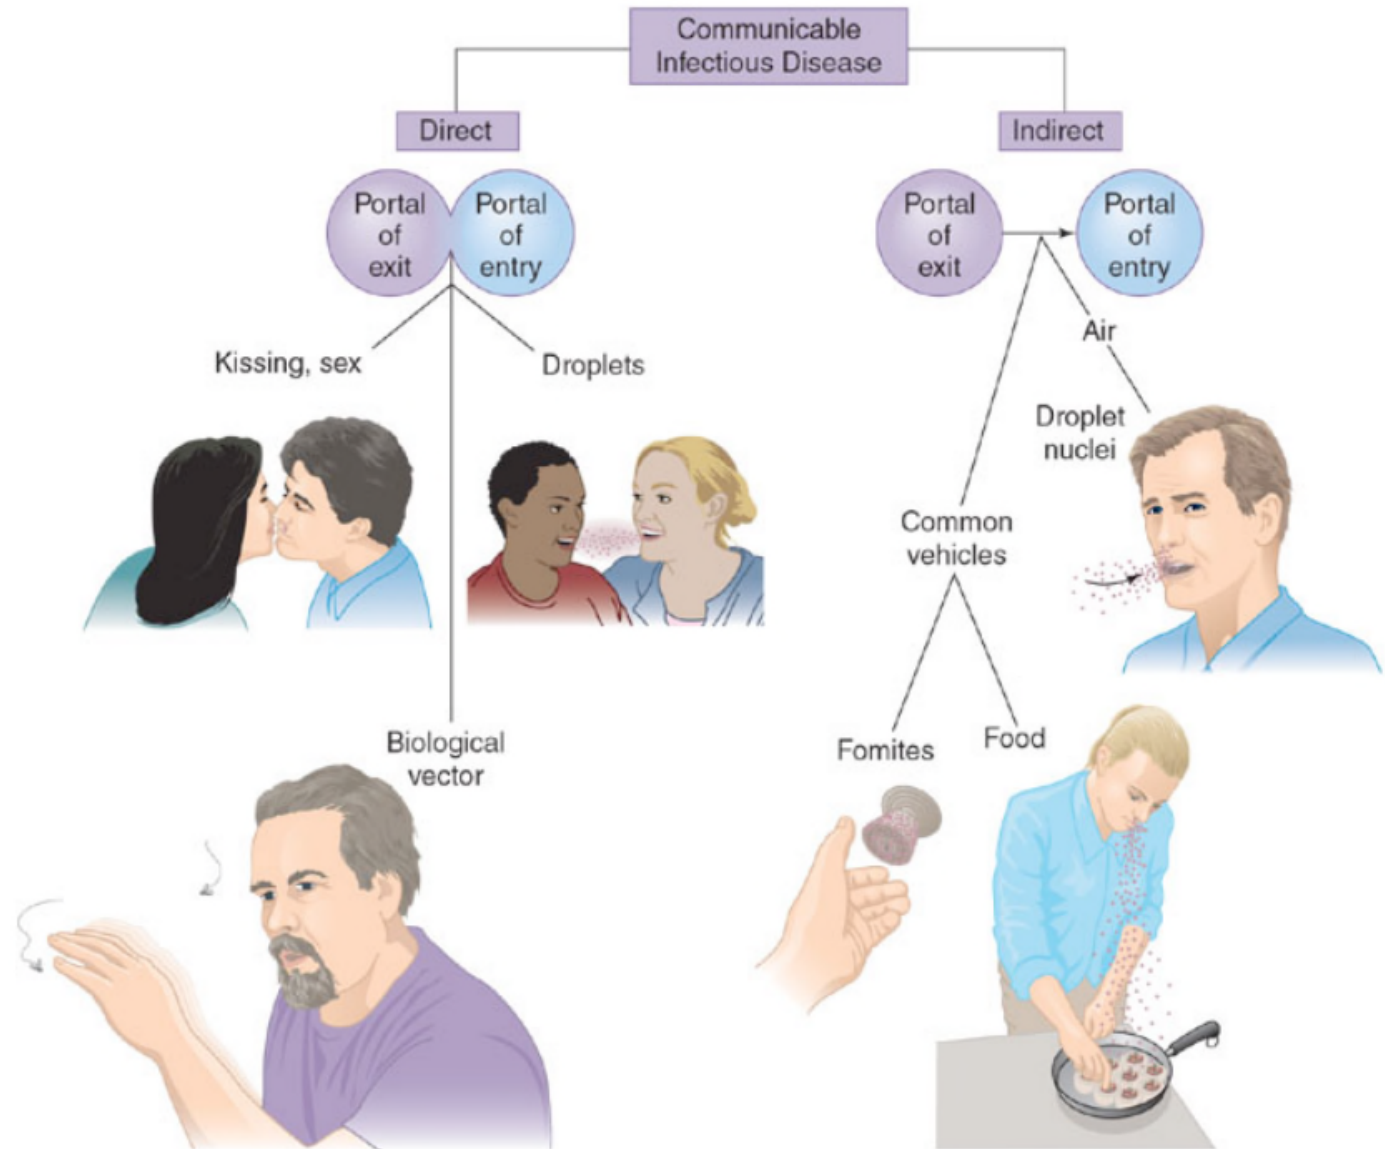 Communicable
Infectious Disease
Direct
Indirect
Portal
of
exit
Portal
of
entry
Portal
of
exit
Portal
of
entry
Kissing, sex
Droplets
Air
Droplet
nuclei
Common
vehicles
Biological
vector
Fomites
Food